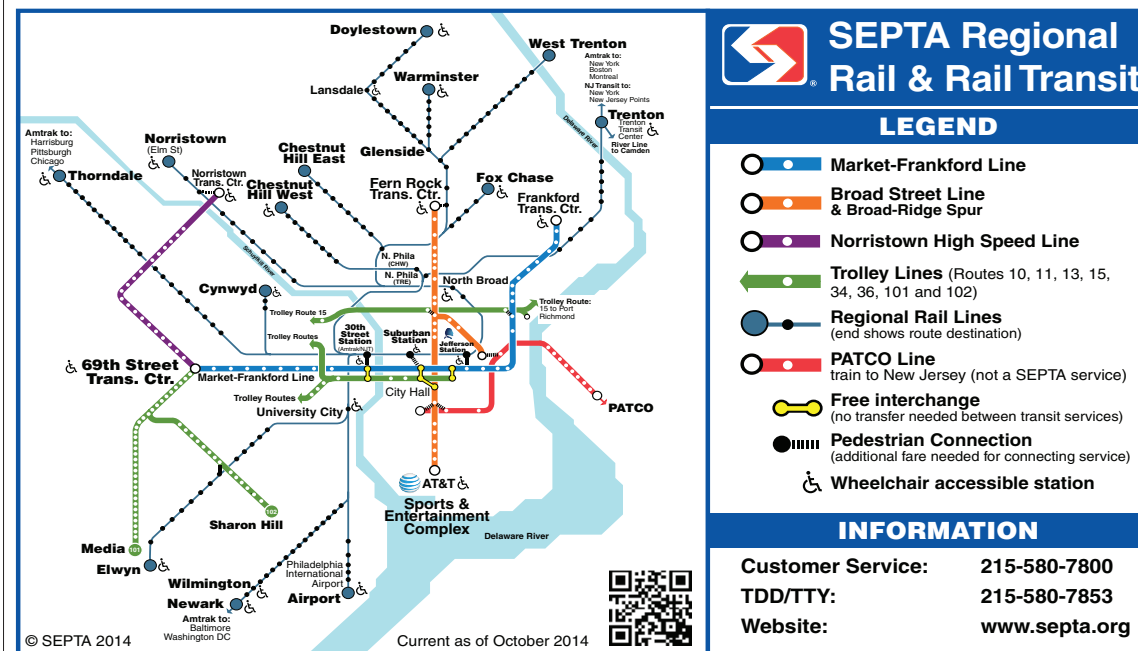 Doylestown
West Trenton
Amtrak to:
New York
Boston
Montreal
NJ Transit to:
New York
New Jersey Points
Warminster
Lansdale
Trenton
Trenton
Transit
Center
River Line
to Camden
Delaware River
Amtrak to:
Harrisburg
Pittsburgh
Chicago
Thorndale
Norristown
(Elm St)
Norristown
Trans. Ctr.
Chestnut
Hill East
Chestnut
Hill West
Glenside
Fern Rock
Trans. Ctr.
Fox Chase
Frankford
Trans. Ctr.
Schuylkill River
N. Phila
(CHW)
N. Phila
(TRE)
North Broad
Cynwyd
Trolley Route 15
Trolley Route:
15 to Port
Richmond
Trolley Routes
30th
Street
Station
(Amtrak/NJT)
Suburban
Station
Jefferson
Station
69th Street
Trans. Ctr.
Market-Frankford Line
City Hall
Trolley Routes
University City
PATCO
AT&T
Sports &
Entertainment
Complex
Delaware River
102
Sharon Hill
Media
101
Elwyn
Wilmington
Newark
Amtrak to:
Baltimore
Washington DC
Philadelphia
International
Airport
Airport
© SEPTA 2014
Current as of October 2014
®
SEPTA Regional
Rail & Rail Transit
LEGEND
Market-Frankford Line
Broad Street Line
& Broad-Ridge Spur
Norristown High Speed Line
Trolley Lines (Routes 10, 11, 13, 15,
34, 36, 101 and 102)
Regional Rail Lines
(end shows route destination)
PATCO Line
train to New Jersey (not a SEPTA service)
Free interchange
(no transfer needed between transit services)
Pedestrian Connection
(additional fare needed for connecting service)
Wheelchair accessible station
INFORMATION
Customer Service: 215-580-7800
TDD/TTY: 215-580-7853
Website: www.septa.org